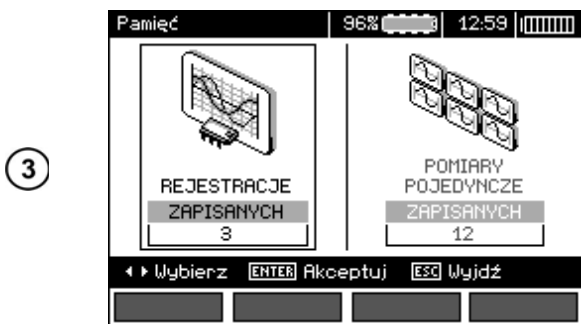 Pamięć 96% 12:59
3
REJESTRACJE
ZAPISANYCH
3
POMIARY
POJEDYNCZE
ZAPISANYCH
12
Wybierz ENTER Akceptuj ESC Wyjdź